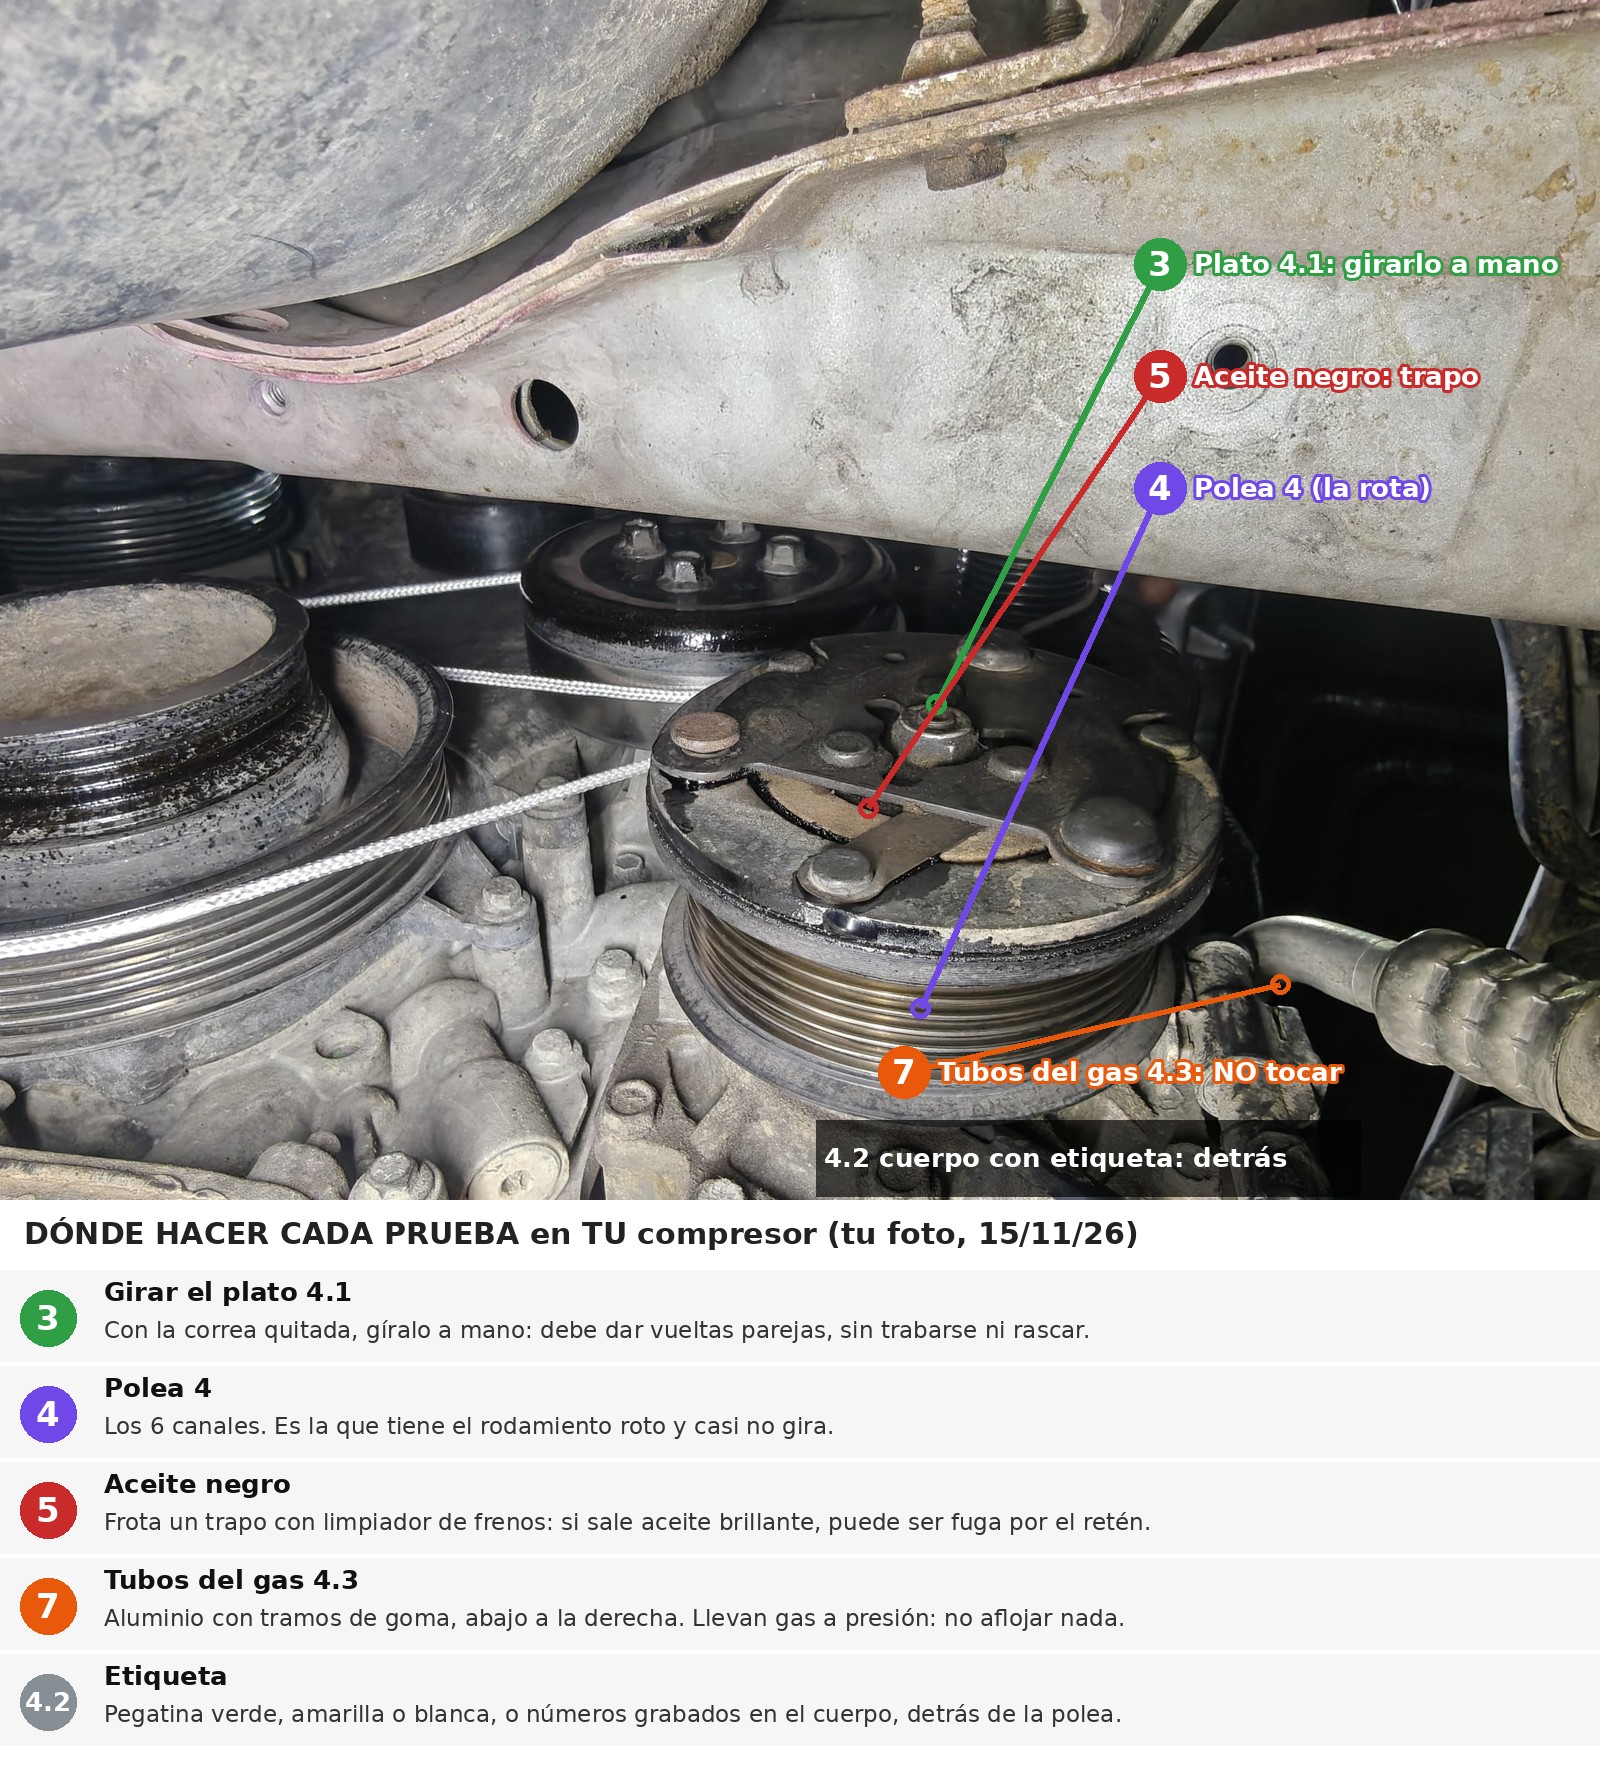 3 Plato 4.1: girarlo a mano
5 Aceite negro: trapo
4 Polea 4 (la rota)
7 Tubos del gas 4.3: NO tocar
4.2 cuerpo con etiqueta: detrás
DÓNDE HACER CADA PRUEBA en TU compresor (tu foto, 15/11/26)
3 Girar el plato 4.1
Con la correa quitada, gíralo a mano: debe dar vueltas parejas, sin trabarse ni rascar.
4 Polea 4
Los 6 canales. Es la que tiene el rodamiento roto y casi no gira.
5 Aceite negro
Frota un trapo con limpiador de frenos: si sale aceite brillante, puede ser fuga por el retén.
7 Tubos del gas 4.3
Aluminio con tramos de goma, abajo a la derecha. Llevan gas a presión: no aflojar nada.
4.2 Etiqueta
Pegatina verde, amarilla o blanca, o números grabados en el cuerpo, detrás de la polea.